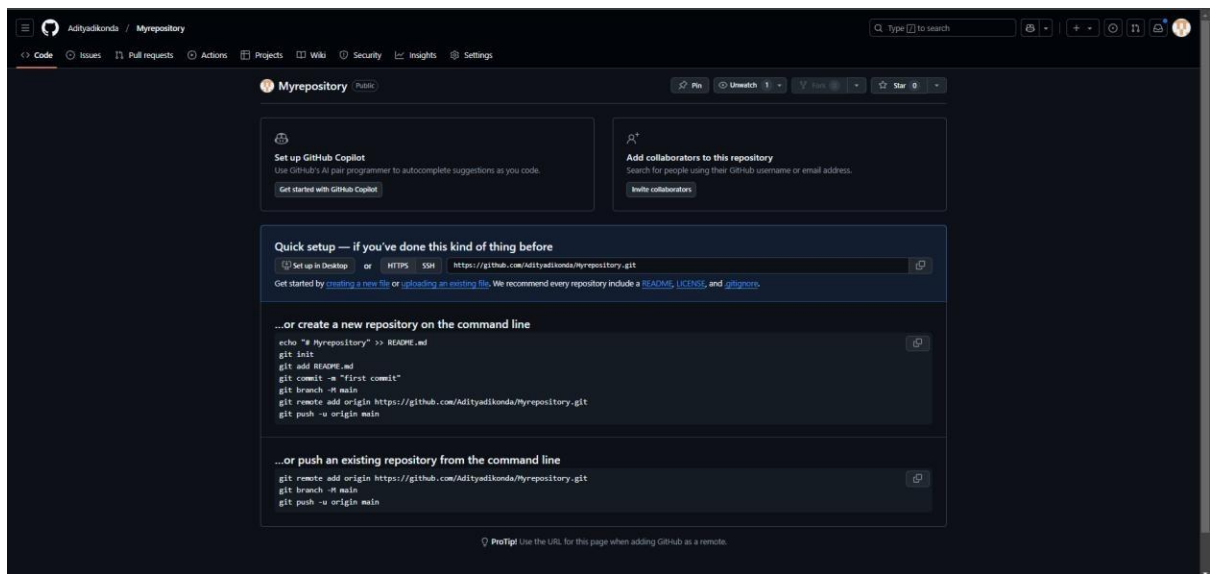 Adityadikonda / Myrepository
Type / to search
Code Issues Pull requests Actions Projects Wiki Security Insights Settings
Myrepository Public
Pin Unwatch 1 Fork Star 0
Set up GitHub Copilot
Use GitHub's AI pair programmer to autocomplete suggestions as you code.
Get started with GitHub Copilot
Add collaborators to this repository
Search for people using their GitHub username or email address.
Invite collaborators
Quick setup — if you've done this kind of thing before
Set up in Desktop or HTTPS SSH https://github.com/Adityadikonda/Myrepository.git
Get started by creating a new file or uploading an existing file. We recommend every repository include a README, LICENSE, and .gitignore.
...or create a new repository on the command line
echo "# Myrepository" >> README.md
git init
git add README.md
git commit -m "first commit"
git branch -M main
git remote add origin https://github.com/Adityadikonda/Myrepository.git
git push -u origin main
...or push an existing repository from the command line
git remote add origin https://github.com/Adityadikonda/Myrepository.git
git branch -M main
git push -u origin main
ProTip! Use the URL for this page when adding GitHub as a remote.